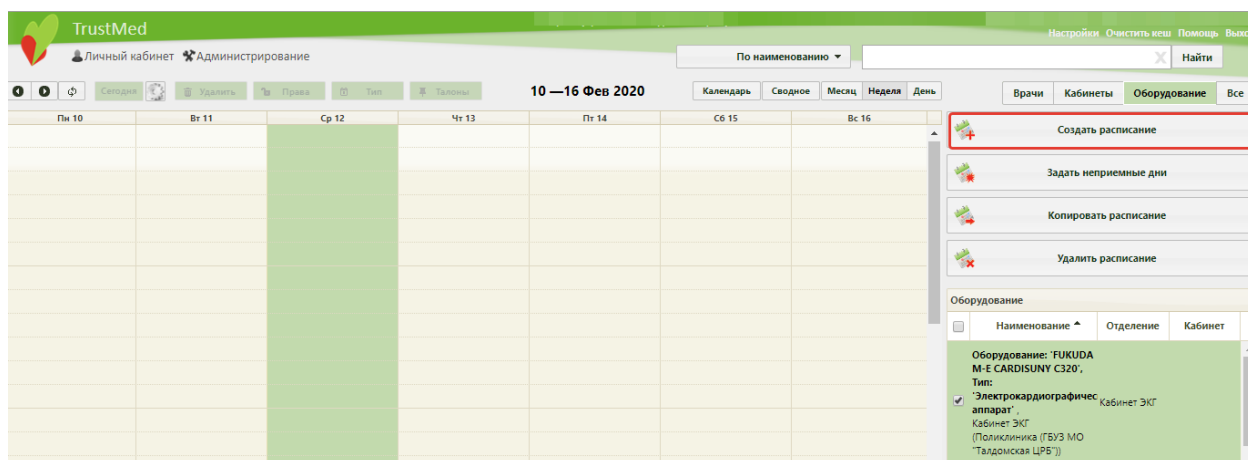 TrustMed
Настройки Очистить кеш Помощь Выхо
Личный кабинет Администрирование
По наименованию
Найти
Сегодня Удалить Права Тип Талоны
10 —16 Фев 2020
Календарь Сводное Месяц Неделя День
Врачи Кабинеты Оборудование Все
Пн 10 Вт 11 Ср 12 Чт 13 Пт 14 Сб 15 Вс 16
Создать расписание
Задать неприемные дни
Копировать расписание
Удалить расписание
Оборудование
Наименование Отделение Кабинет
Оборудование: 'FUKUDA
M-E CARDISUNY C320',
Тип:
'Электрокардиографичес
Кабинет ЭКГ
аппарат' ,
Кабинет ЭКГ
(Поликлиника (ГБУЗ МО
"Талдомская ЦРБ"))